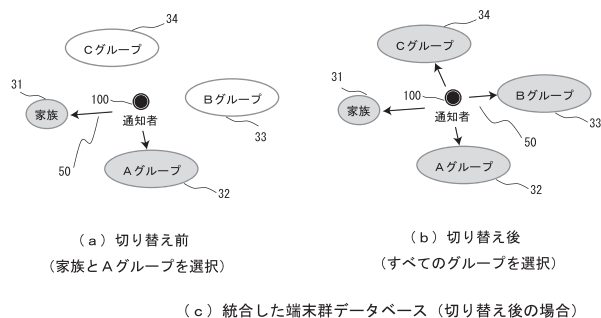 34
Cグループ
31
家族
100
通知者
Bグループ
33
50
Aグループ
32
(a)切り替え前
(家族とAグループを選択)
34
Cグループ
31
家族
100
通知者
Bグループ
33
50
Aグループ
32
(b)切り替え後
(すべてのグループを選択)
(c)統合した端末群データベース(切り替え後の場合)